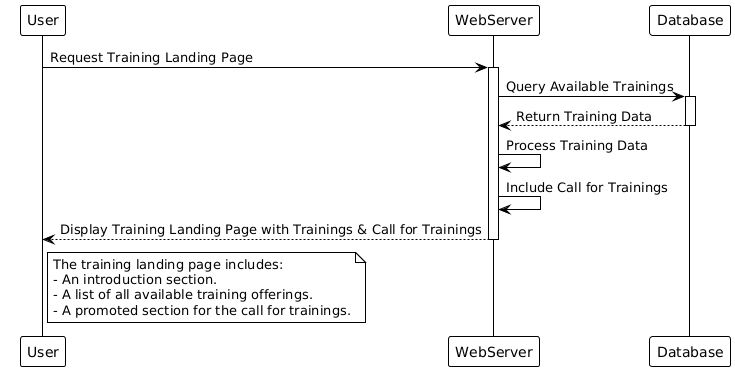 User
WebServer
Database
Request Training Landing Page
Query Available Trainings
Return Training Data
Process Training Data
Include Call for Trainings
Display Training Landing Page with Trainings & Call for Trainings
The training landing page includes:
- An introduction section.
- A list of all available training offerings.
- A promoted section for the call for trainings.
User
WebServer
Database